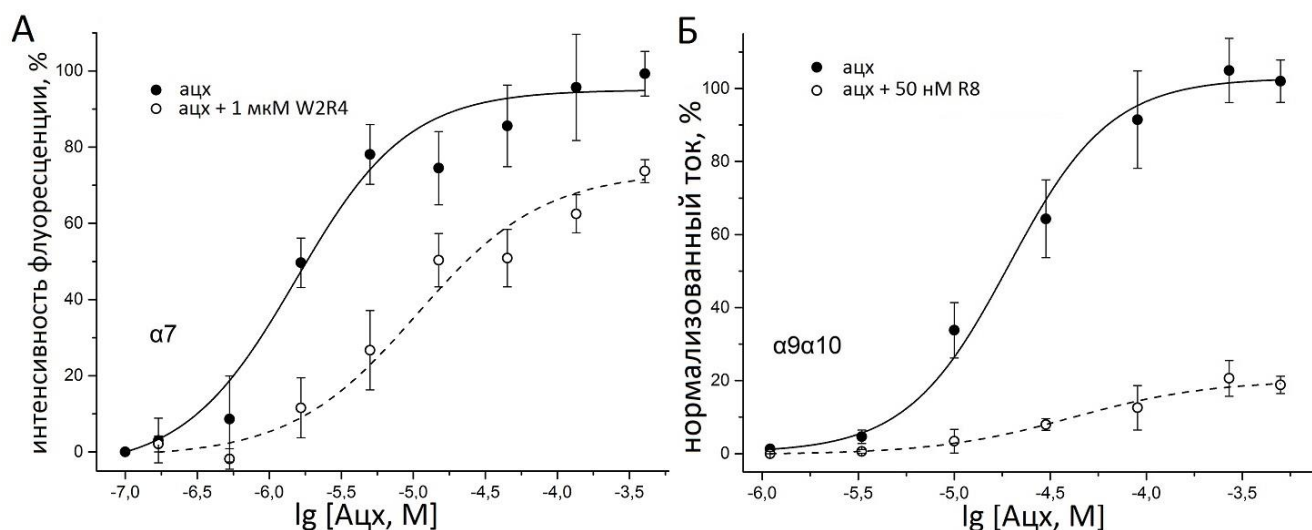 А
интенсивность флуоресценции, %
100
80
60
40
20
0
ацх
ацх + 1 мкМ W2R4
α7
-7,0 -6,5 -6,0 -5,5 -5,0 -4,5 -4,0 -3,5
lg [Ацх, М]
Б
нормализованный ток, %
100
80
60
40
20
0
ацх
ацх + 50 нМ R8
α9α10
-6,0 -5,5 -5,0 -4,5 -4,0 -3,5
lg [Ацх, М]